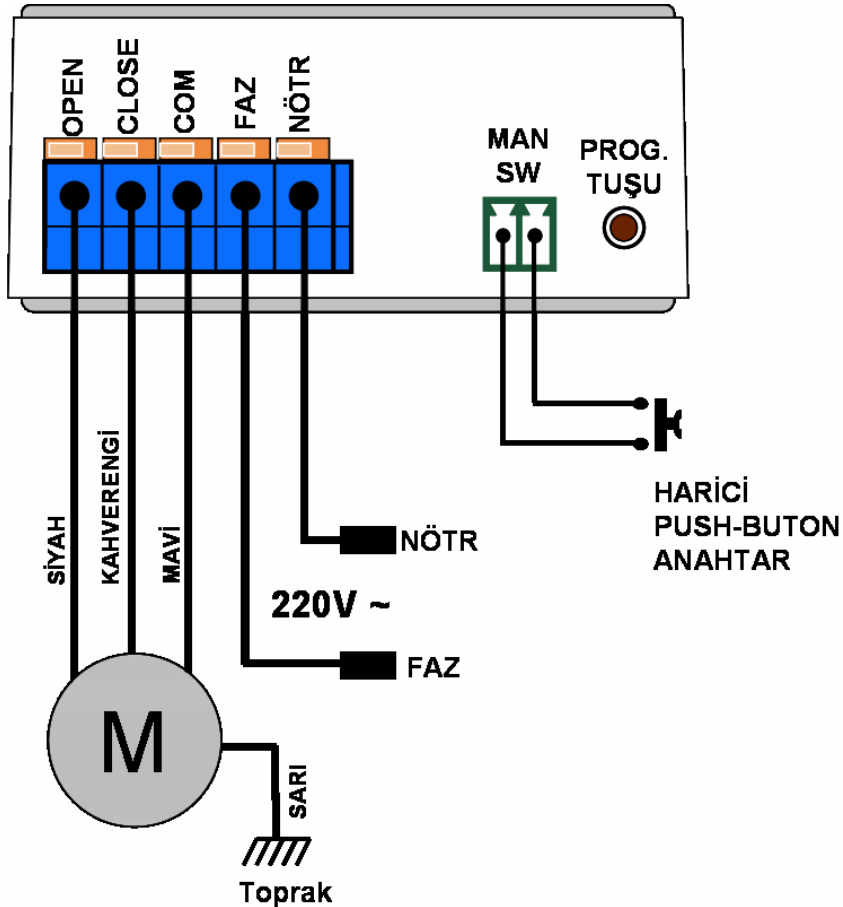 OPEN
CLOSE
COM
FAZ
NÖTR
MAN
SW
PROG.
TUŞU
SİYAH
KAHVERENGİ
MAVİ
NÖTR
220V ~
FAZ
HARİCİ
PUSH-BUTON
ANAHTAR
M
SARI
Toprak